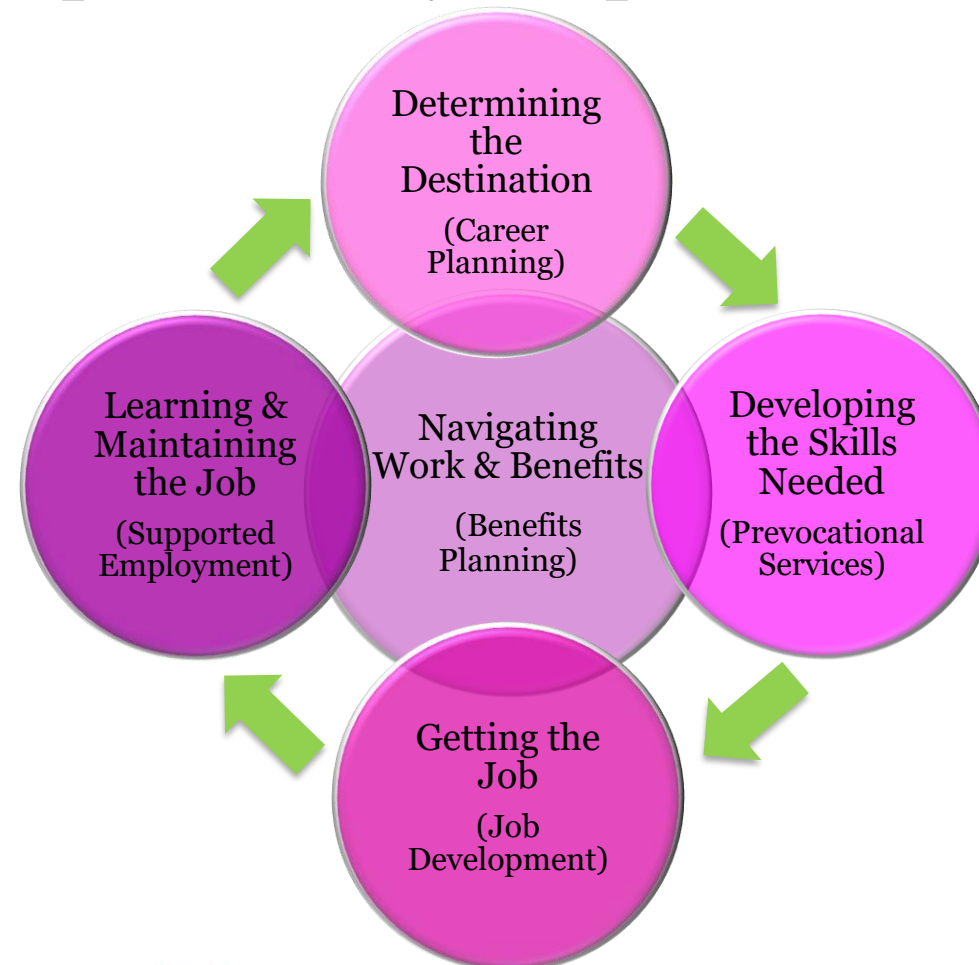 Determining
the
Destination
(Career
Planning)
Learning &
Maintaining
the Job
(Supported
Employment)
Navigating
Work & Benefits
(Benefits
Planning)
Developing
the Skills
Needed
(Prevocational
Services)
Getting the
Job
(Job
Development)